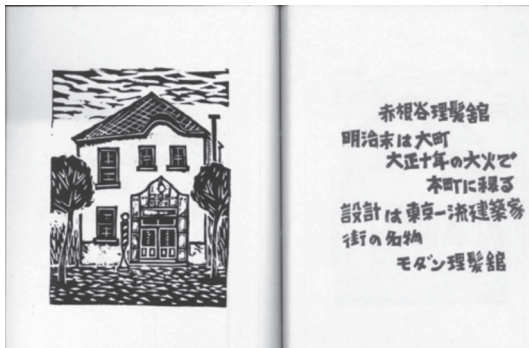 赤根谷理髪舘
明治末は大町
大正十年の大火で
本町に移る
設計は東京一流建築家
街の名物
モダン理髪舘